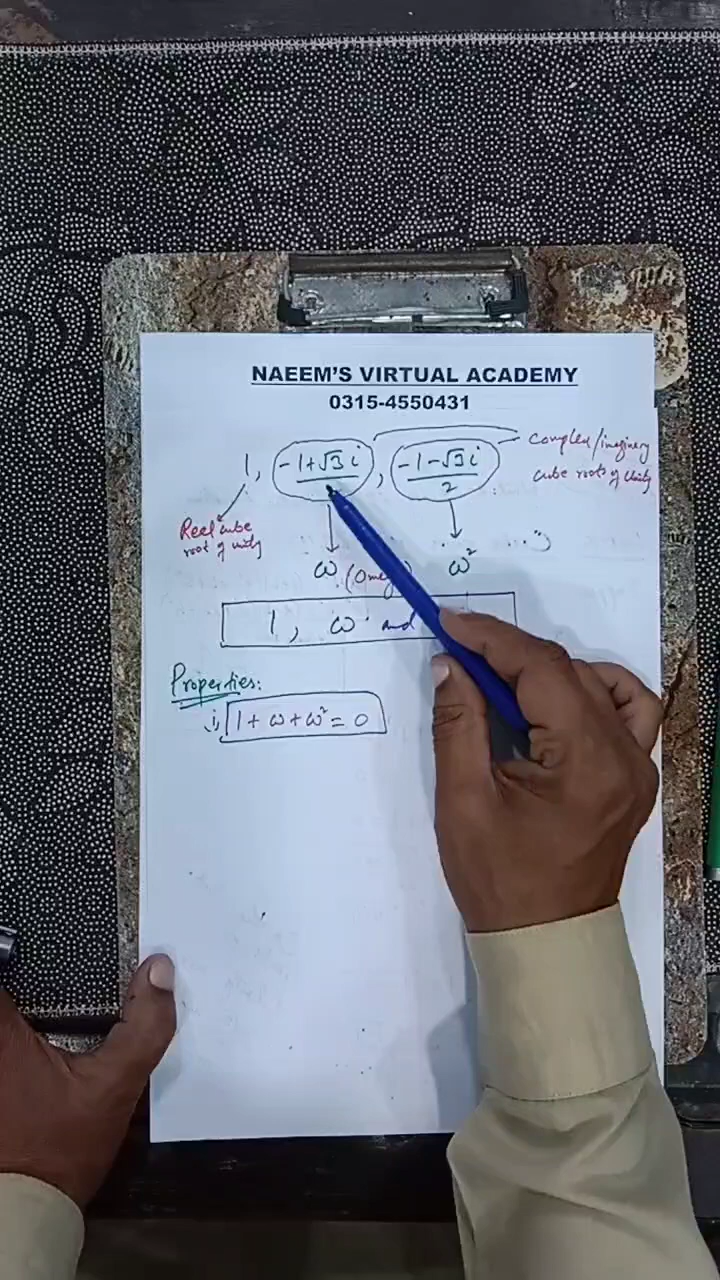 NAEEM'S VIRTUAL ACADEMY
0315-4550431
1, -1+√3i/2, -1-√3i/2
complex/imaginary
cube roots of Unity
Real cube
root of unity
ω (Omega) ω²
1, ω and
Properties:
i, 1 + ω + ω² = 0